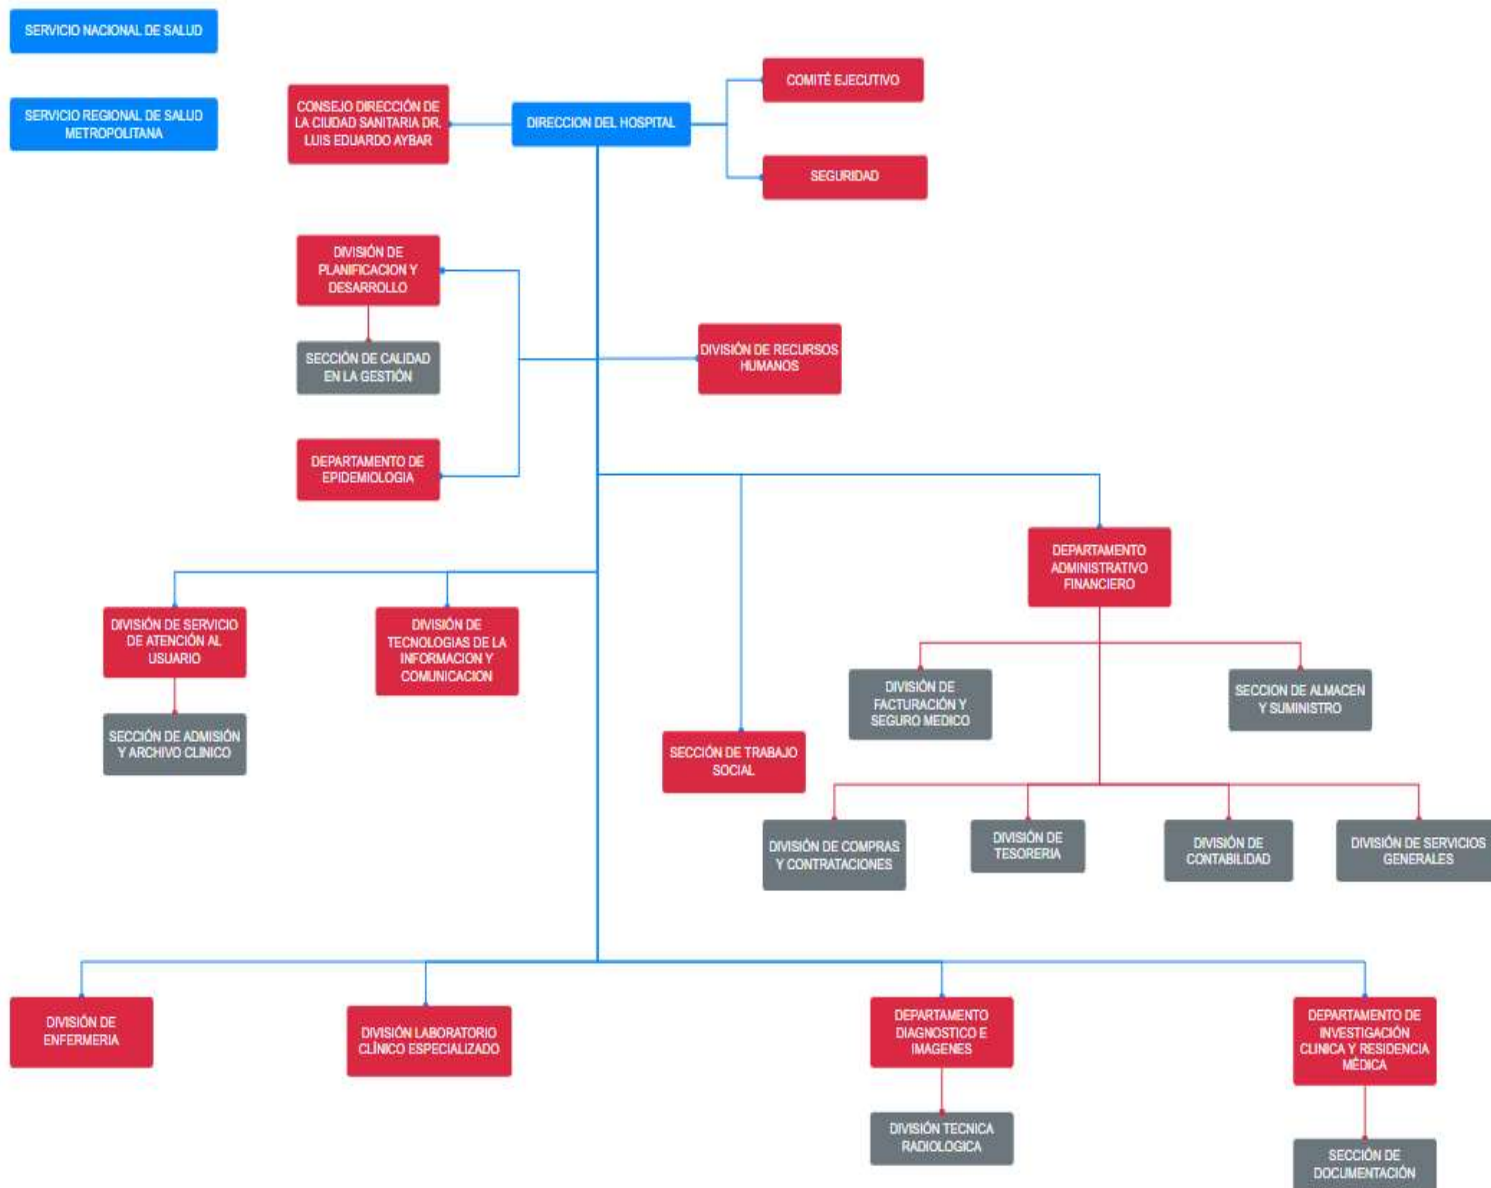 SERVICIO NACIONAL DE SALUD
SERVICIO REGIONAL DE SALUD
METROPOLITANA
CONSEJO DIRECCIÓN DE
LA CIUDAD SANITARIA DR.
LUIS EDUARDO AYBAR
DIRECCION DEL HOSPITAL
COMITÉ EJECUTIVO
SEGURIDAD
DIVISIÓN DE
PLANIFICACION Y
DESARROLLO
SECCIÓN DE CALIDAD
EN LA GESTIÓN
DIVISIÓN DE RECURSOS
HUMANOS
DEPARTAMENTO DE
EPIDEMIOLOGIA
DEPARTAMENTO
ADMINISTRATIVO
FINANCIERO
DIVISIÓN DE SERVICIO
DE ATENCIÓN AL
USUARIO
DIVISIÓN DE
TECNOLOGIAS DE LA
INFORMACION Y
COMUNICACION
SECCIÓN DE ADMISIÓN
Y ARCHIVO CLINICO
SECCIÓN DE TRABAJO
SOCIAL
DIVISIÓN DE
FACTURACIÓN Y
SEGURO MEDICO
SECCION DE ALMACEN
Y SUMINISTRO
DIVISIÓN DE COMPRAS
Y CONTRATACIONES
DIVISIÓN DE
TESORERIA
DIVISIÓN DE
CONTABILIDAD
DIVISIÓN DE SERVICIOS
GENERALES
DIVISIÓN DE
ENFERMERIA
DIVISIÓN LABORATORIO
CLÍNICO ESPECIALIZADO
DEPARTAMENTO
DIAGNOSTICO E
IMAGENES
DEPARTAMENTO DE
INVESTIGACIÓN
CLINICA Y RESIDENCIA
MÉDICA
DIVISIÓN TECNICA
RADIOLOGICA
SECCIÓN DE
DOCUMENTACIÓN